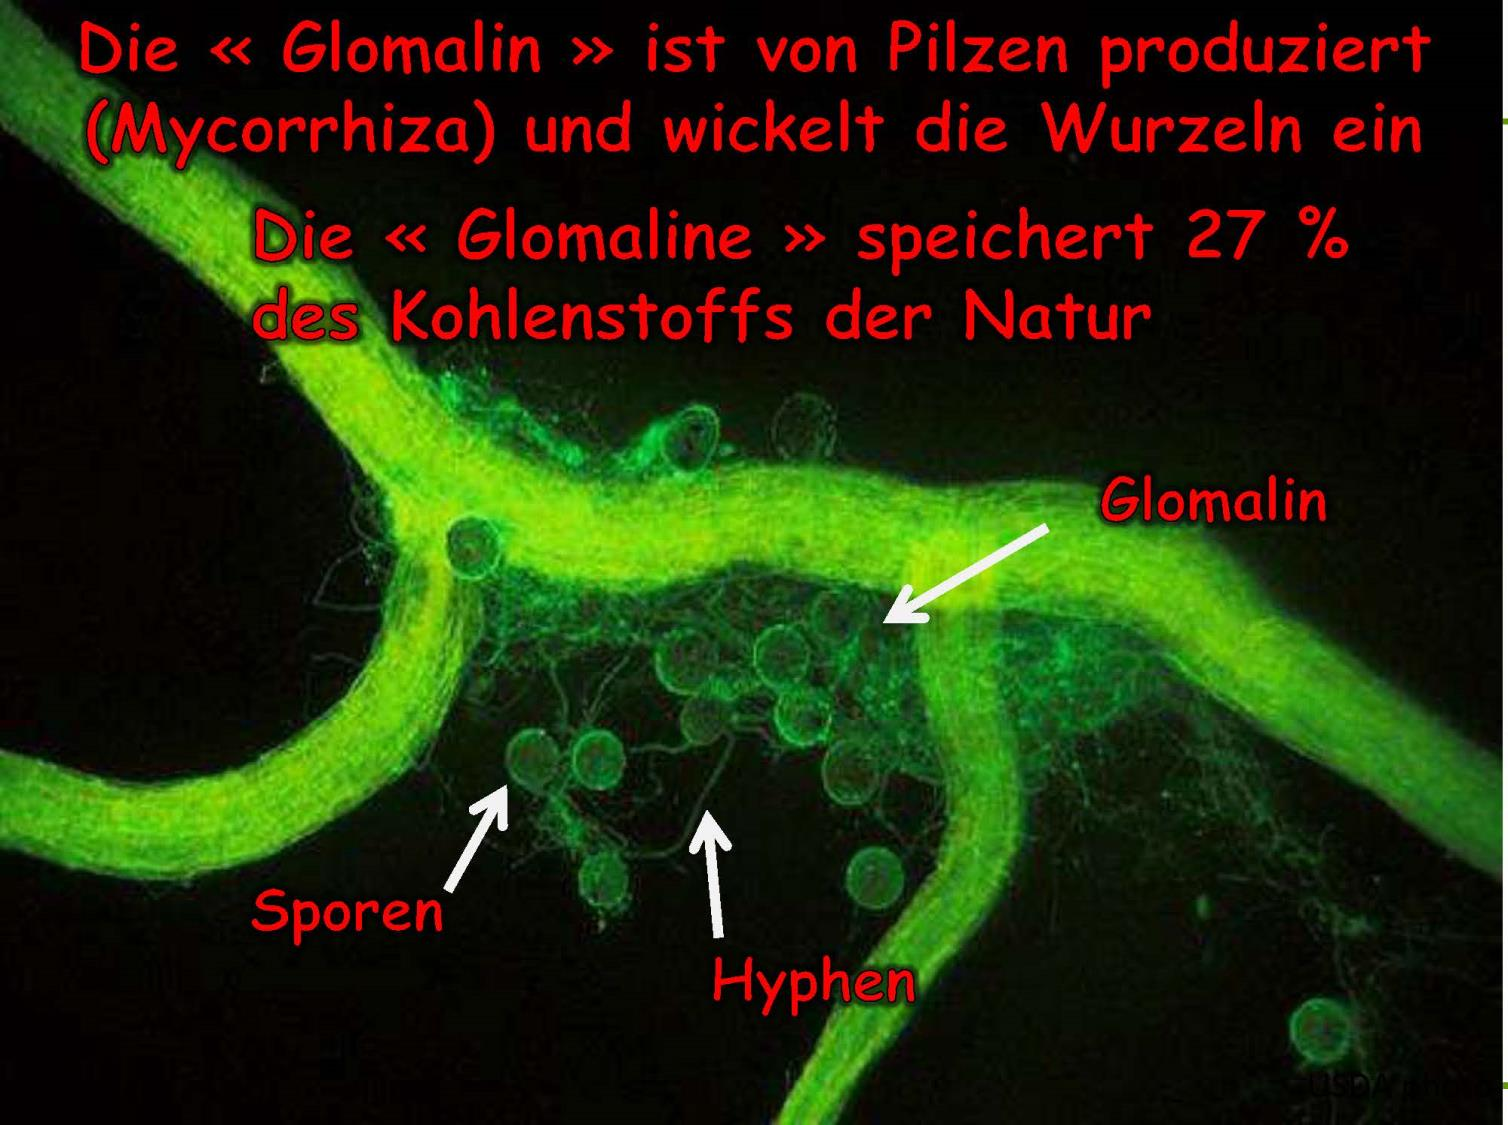 Die « Glomalin » ist von Pilzen produziert
(Mycorrhiza) und wickelt die Wurzeln ein
Die « Glomaline » speichert 27 %
des Kohlenstoffs der Natur
Glomalin
Sporen
Hyphen
USDA